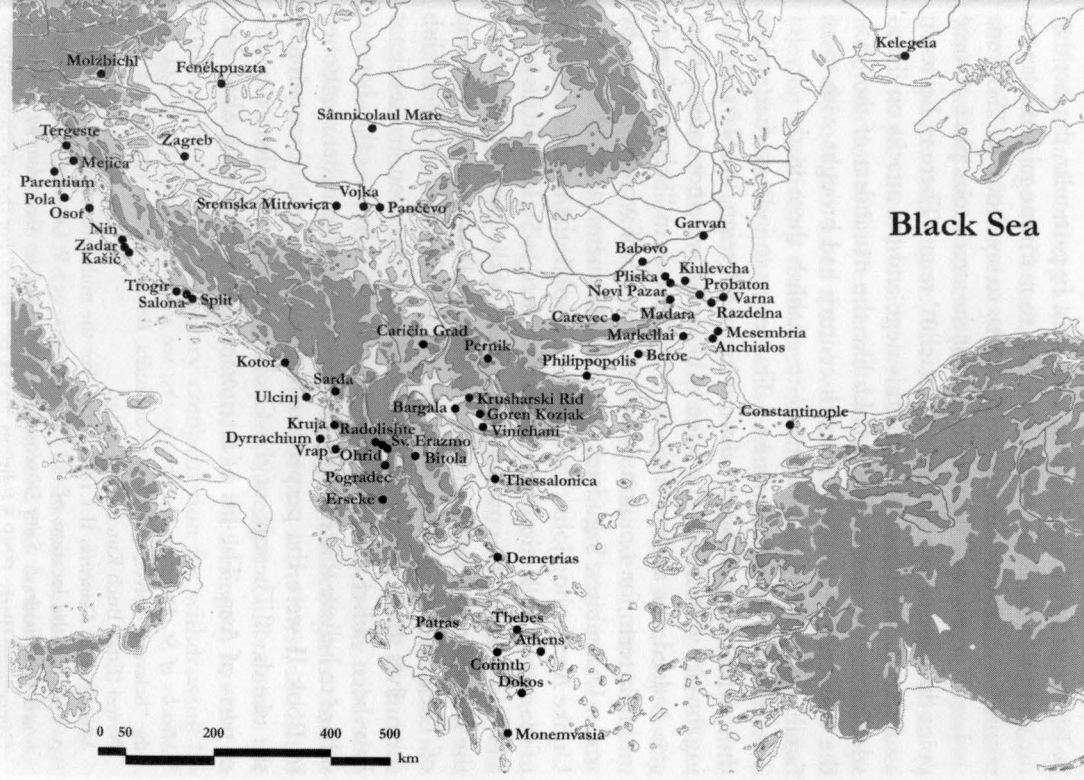 Kelegeia
Molzbichl
Fenékpuszta
Sânnicolaul Mare
Tergeste
Zagreb
Mejica
Parentium
Pola
Osor
Vojka
Sremska Mitrovica
Pančevo
Black Sea
Nin
Zadar
Kašić
Garvan
Babovo
Pliska
Kiulevcha
Novi Pazar
Pröbaton
Varna
Trogir
Salona
Split
Carevec
Madara
Razdelna
Caričin Grad
Pernik
Markellai
Mesembria
Anchialos
Philippopolis
Beroe
Kotor
Sarda
Ulcinj
Krusharski Rid
Bargala
Goren Kozjak
Constantinople
Kruja
Radolishte
Vinichani
Dyrrachium
Sv. Erazmo
Vrap
Ohrid
Bitola
Pogradec
Thessalonica
Erseke
Demetrias
Patras
Thebes
Athens
Corinth
Dokos
Monemvasia
0 50 200 400 500
km